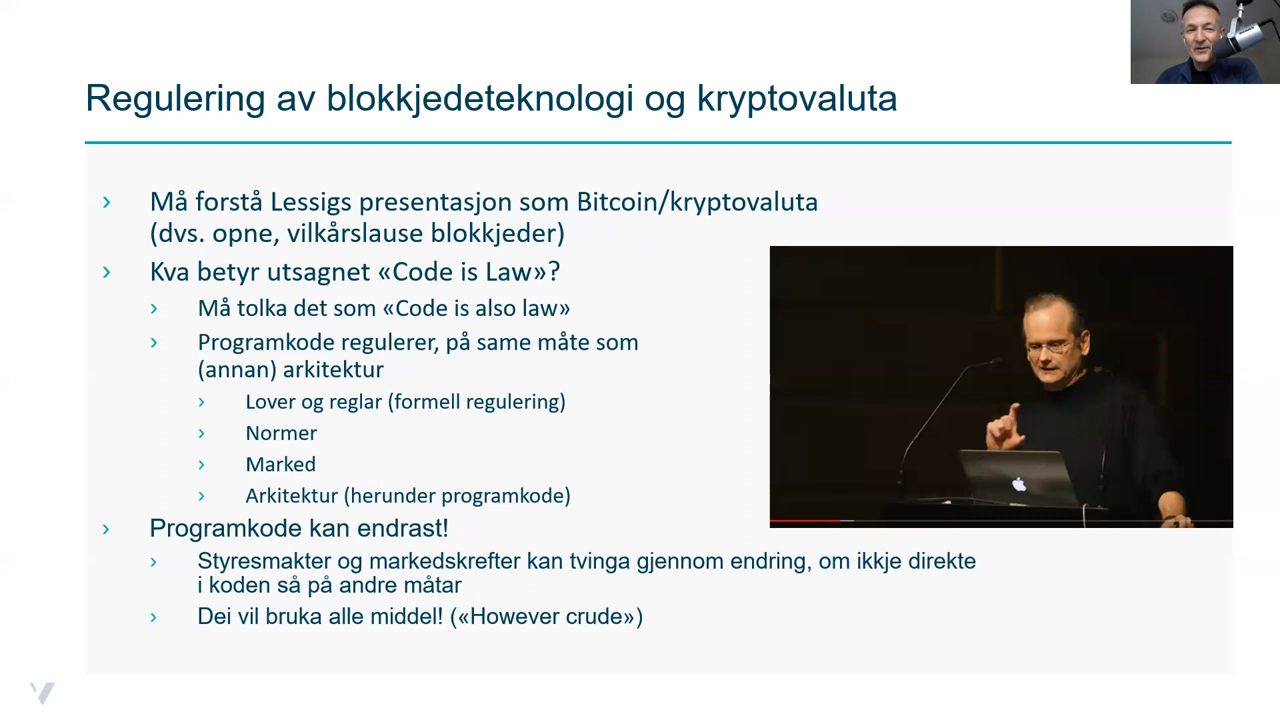 Regulering av blokkjedeteknologi og kryptovaluta
› Må forstå Lessigs presentasjon som Bitcoin/kryptovaluta
(dvs. opne, vilkårslause blokkjeder)
› Kva betyr utsagnet «Code is Law»?
› Må tolka det som «Code is also law»
› Programkode regulerer, på same måte som
(annan) arkitektur
› Lover og reglar (formell regulering)
› Normer
› Marked
› Arkitektur (herunder programkode)
› Programkode kan endrast!
› Styresmakter og markedskrefter kan tvinga gjennom endring, om ikkje direkte
i koden så på andre måtar
› Dei vil bruka alle middel! («However crude»)